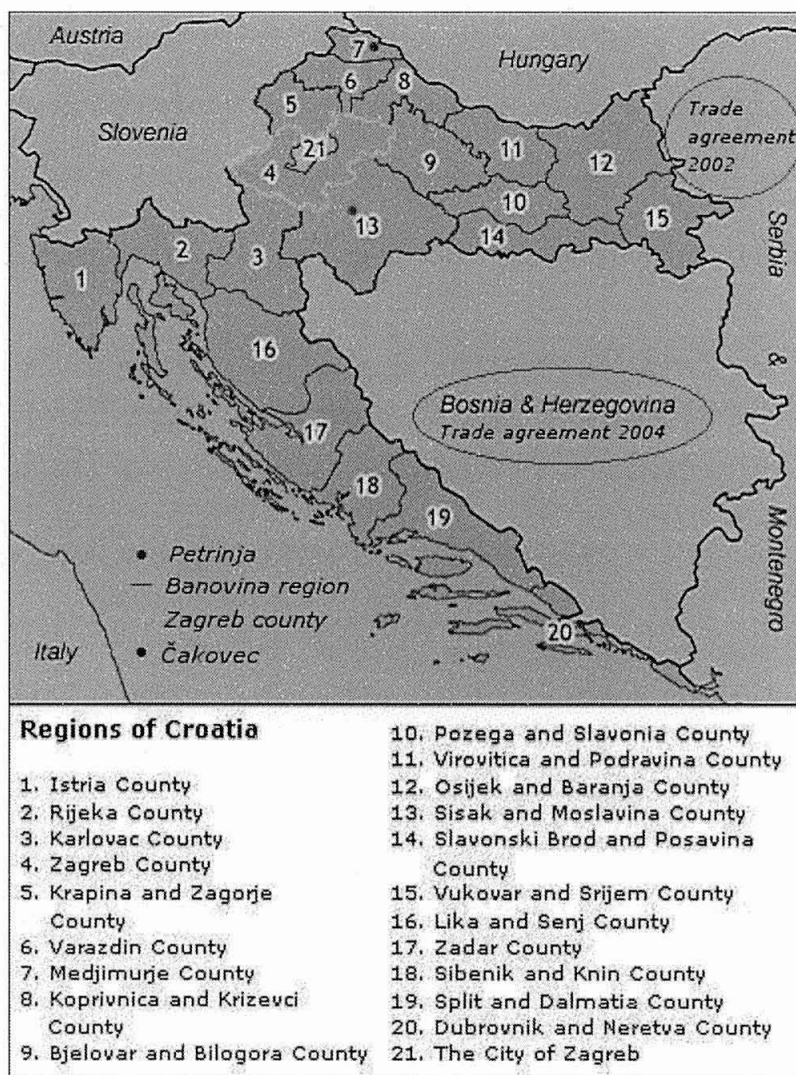 Austria
Hungary
7
6
8
5
Slovenia
21
4
9
11
12
Trade
agreement
2002
10
13
14
15
Serbia
&
Montenegro
1
2
3
16
17
Bosnia & Herzegovina
Trade agreement 2004
18
19
20
Italy
Petrinja
Banovina region
Zagreb county
Čakovec
Regions of Croatia
1. Istria County
2. Rijeka County
3. Karlovac County
4. Zagreb County
5. Krapina and Zagorje
County
6. Varazdin County
7. Medjimurje County
8. Koprivnica and Krizevci
County
9. Bjelovar and Bilogora County
10. Pozega and Slavonia County
11. Virovitica and Podravina County
12. Osijek and Baranja County
13. Sisak and Moslavina County
14. Slavonski Brod and Posavina
County
15. Vukovar and Srijem County
16. Lika and Senj County
17. Zadar County
18. Sibenik and Knin County
19. Split and Dalmatia County
20. Dubrovnik and Neretva County
21. The City of Zagreb